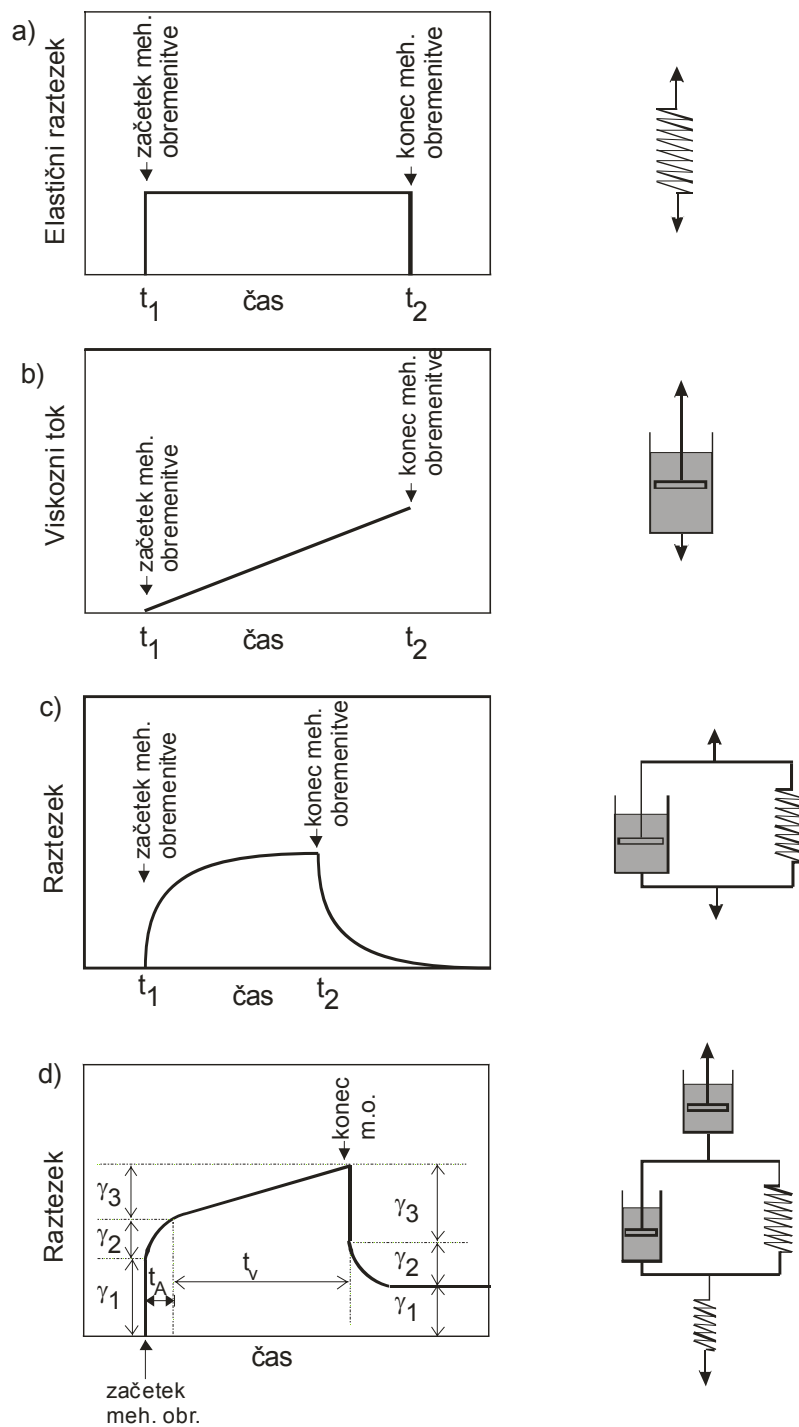 a)
Elastični raztezek
začetek meh.
obremenitve
konec meh.
obremenitve
t1
čas
t2
b)
Viskozni tok
začetek meh.
obremenitve
konec meh.
obremenitve
t1
čas
t2
c)
Raztezek
začetek meh.
obremenitve
konec meh.
obremenitve
t1
čas
t2
d)
Raztezek
konec
m.o.
γ3
γ2
γ1
tA
tv
γ3
γ2
γ1
čas
začetek
meh. obr.